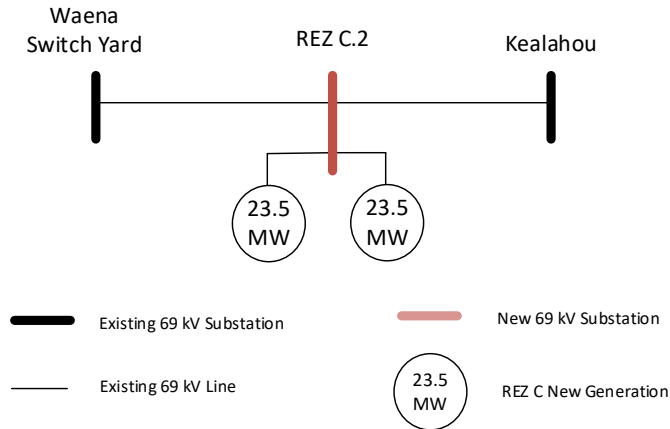 Waena
Switch Yard
REZ C.2
Kealahou
23.5
MW
23.5
MW
Existing 69 kV Substation
New 69 kV Substation
Existing 69 kV Line
23.5
MW
REZ C New Generation